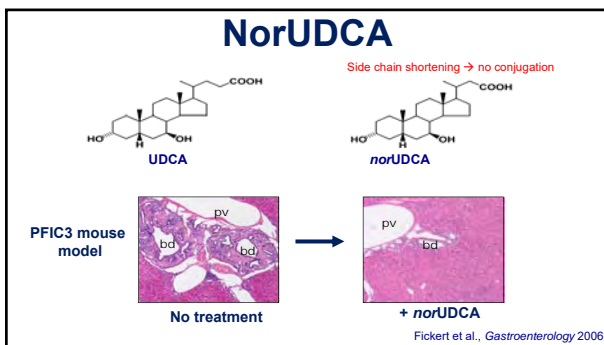 NorUDCA
Side chain shortening → no conjugation
COOH
HO
H
OH
UDCA
COOH
HO
H
OH
norUDCA
PFIC3 mouse
model
pv
bd
bd
No treatment
pv
bd
+ norUDCA
Fickert et al., Gastroenterology 2006